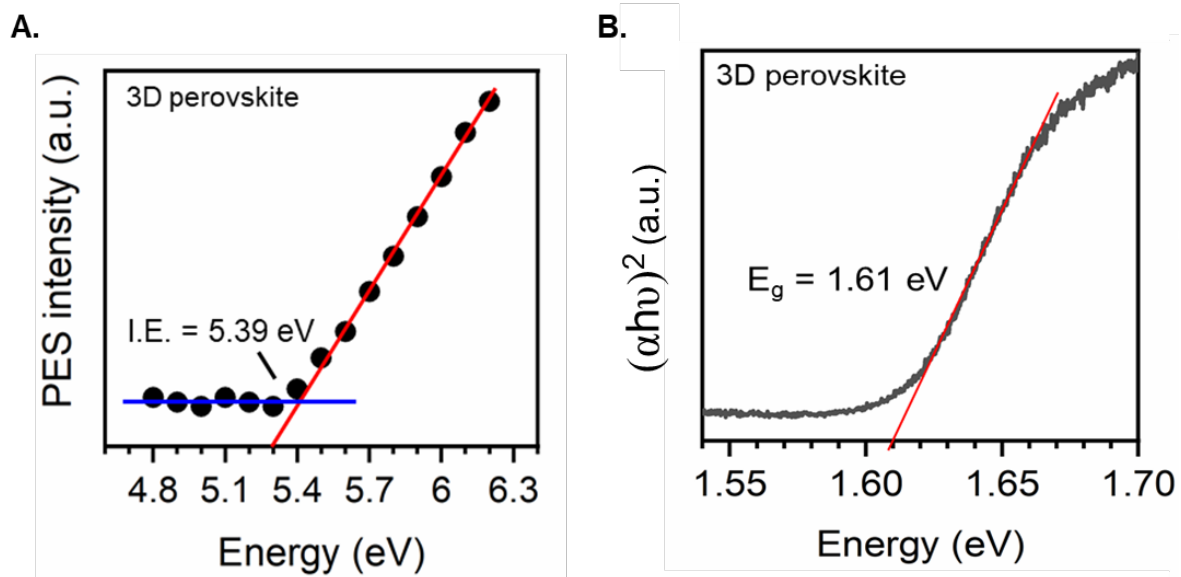 A.
3D perovskite
PES intensity (a.u.)
I.E. = 5.39 eV
4.8 5.1 5.4 5.7 6 6.3
Energy (eV)
B.
3D perovskite
(αhυ)² (a.u.)
E₉ = 1.61 eV
1.55 1.60 1.65 1.70
Energy (eV)